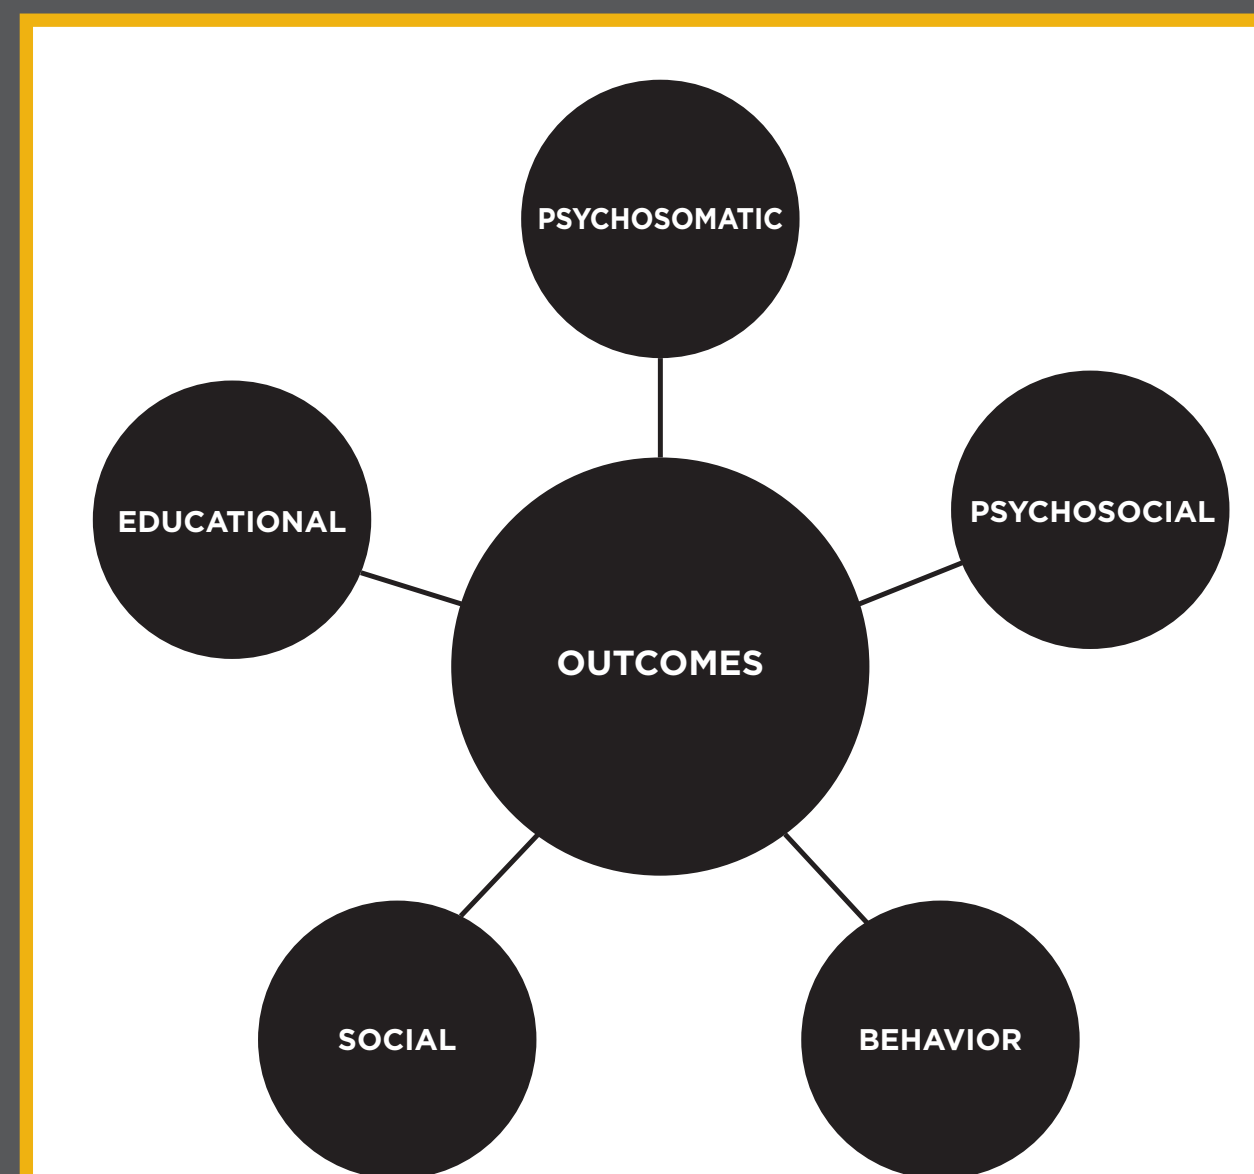 PSYCHOSOMATIC
EDUCATIONAL
PSYCHOSOCIAL
OUTCOMES
SOCIAL
BEHAVIOR